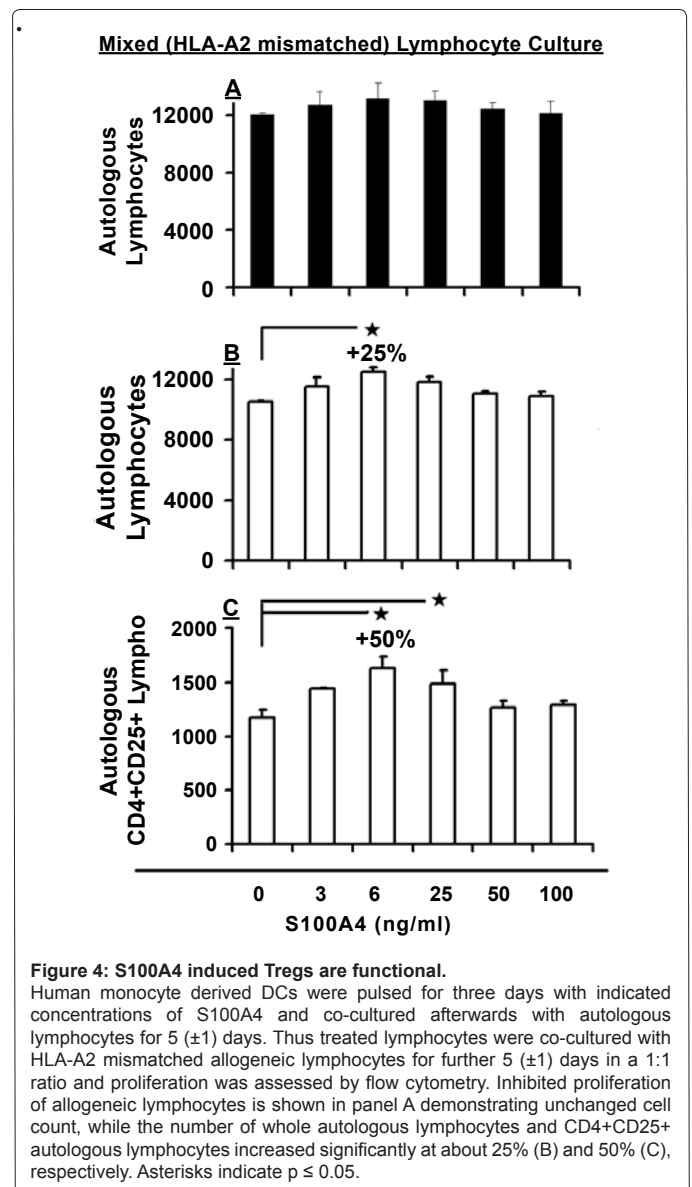 Mixed (HLA-A2 mismatched) Lymphocyte Culture
A
Autologous
Lymphocytes
12000
8000
4000
0
★
+25%
B
Autologous
Lymphocytes
12000
8000
4000
0
★
★
+50%
C
Autologous
CD4+CD25+ Lympho
2000
1500
1000
500
0
0 3 6 25 50 100
S100A4 (ng/ml)
Figure 4: S100A4 induced Tregs are functional.
Human monocyte derived DCs were pulsed for three days with indicated
concentrations of S100A4 and co-cultured afterwards with autologous
lymphocytes for 5 (±1) days. Thus treated lymphocytes were co-cultured with
HLA-A2 mismatched allogeneic lymphocytes for further 5 (±1) days in a 1:1
ratio and proliferation was assessed by flow cytometry. Inhibited proliferation
of allogeneic lymphocytes is shown in panel A demonstrating unchanged cell
count, while the number of whole autologous lymphocytes and CD4+CD25+
autologous lymphocytes increased significantly at about 25% (B) and 50% (C),
respectively. Asterisks indicate p ≤ 0.05.